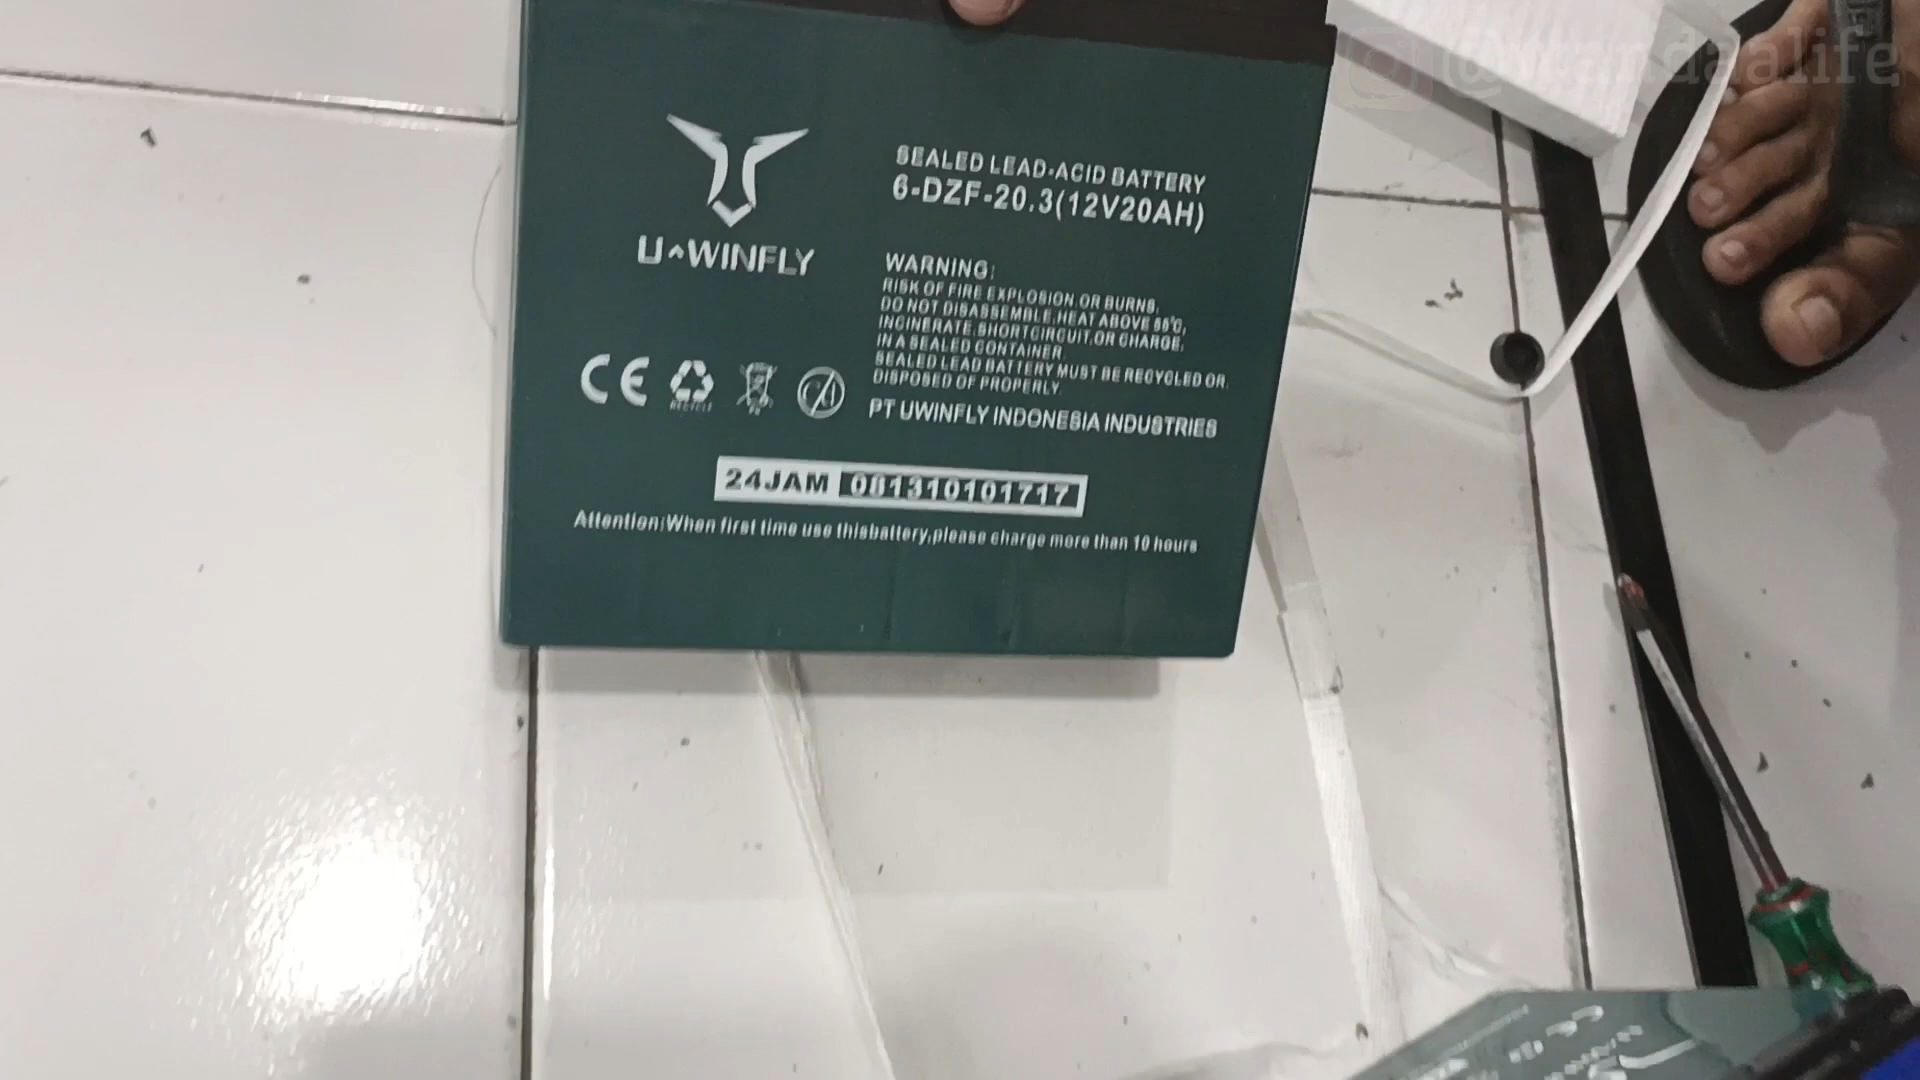 SEALED LEAD-ACID BATTERY
6-DZF-20.3(12V20AH)
U^WINFLY
WARNING:
RISK OF FIRE EXPLOSION OR BURNS.
DO NOT DISASSEMBLE,HEAT ABOVE 55°C,
INCINERATE.SHORTCIRCUIT.OR CHARGE.
IN A SEALED CONTAINER.
SEALED LEAD BATTERY MUST BE RECYCLED OR.
DISPOSED OF PROPERLY.
CE
RECYCLE
PT UWINFLY INDONESIA INDUSTRIES
24JAM 081310101717
Attention:When first time use thisbattery,please charge more than 10 hours